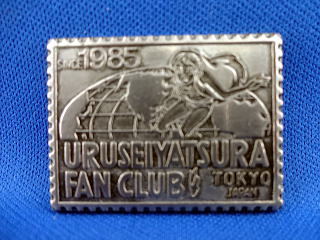 SINCE 1985
URUSEIYATSURA
FAN CLUB
TOKYO
JAPAN